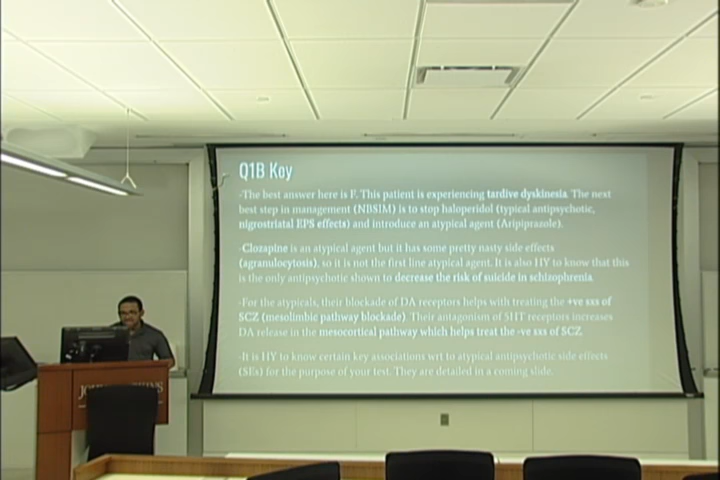 Q1B Key
-The best answer here is F. This patient is experiencing tardive dyskinesia. The next
best step in management (NBSIM) is to stop haloperidol (typical antipsychotic,
nigrostriatal EPS effects) and introduce an atypical agent (Aripiprazole).
-Clozapine is an atypical agent but it has some pretty nasty side effects
(agranulocytosis), so it is not the first line atypical agent. It is also HY to know that this
is the only antipsychotic shown to decrease the risk of suicide in schizophrenia.
-For the atypicals, their blockade of DA receptors helps with treating the +ve sxs of
SCZ (mesolimbic pathway blockade). Their antagonism of 5HT receptors increases
DA release in the mesocortical pathway which helps treat the -ve sxs of SCZ.
-It is HY to know certain key associations wrt to atypical antipsychotic side effects
(SEs) for the purpose of your test. They are detailed in a coming slide.